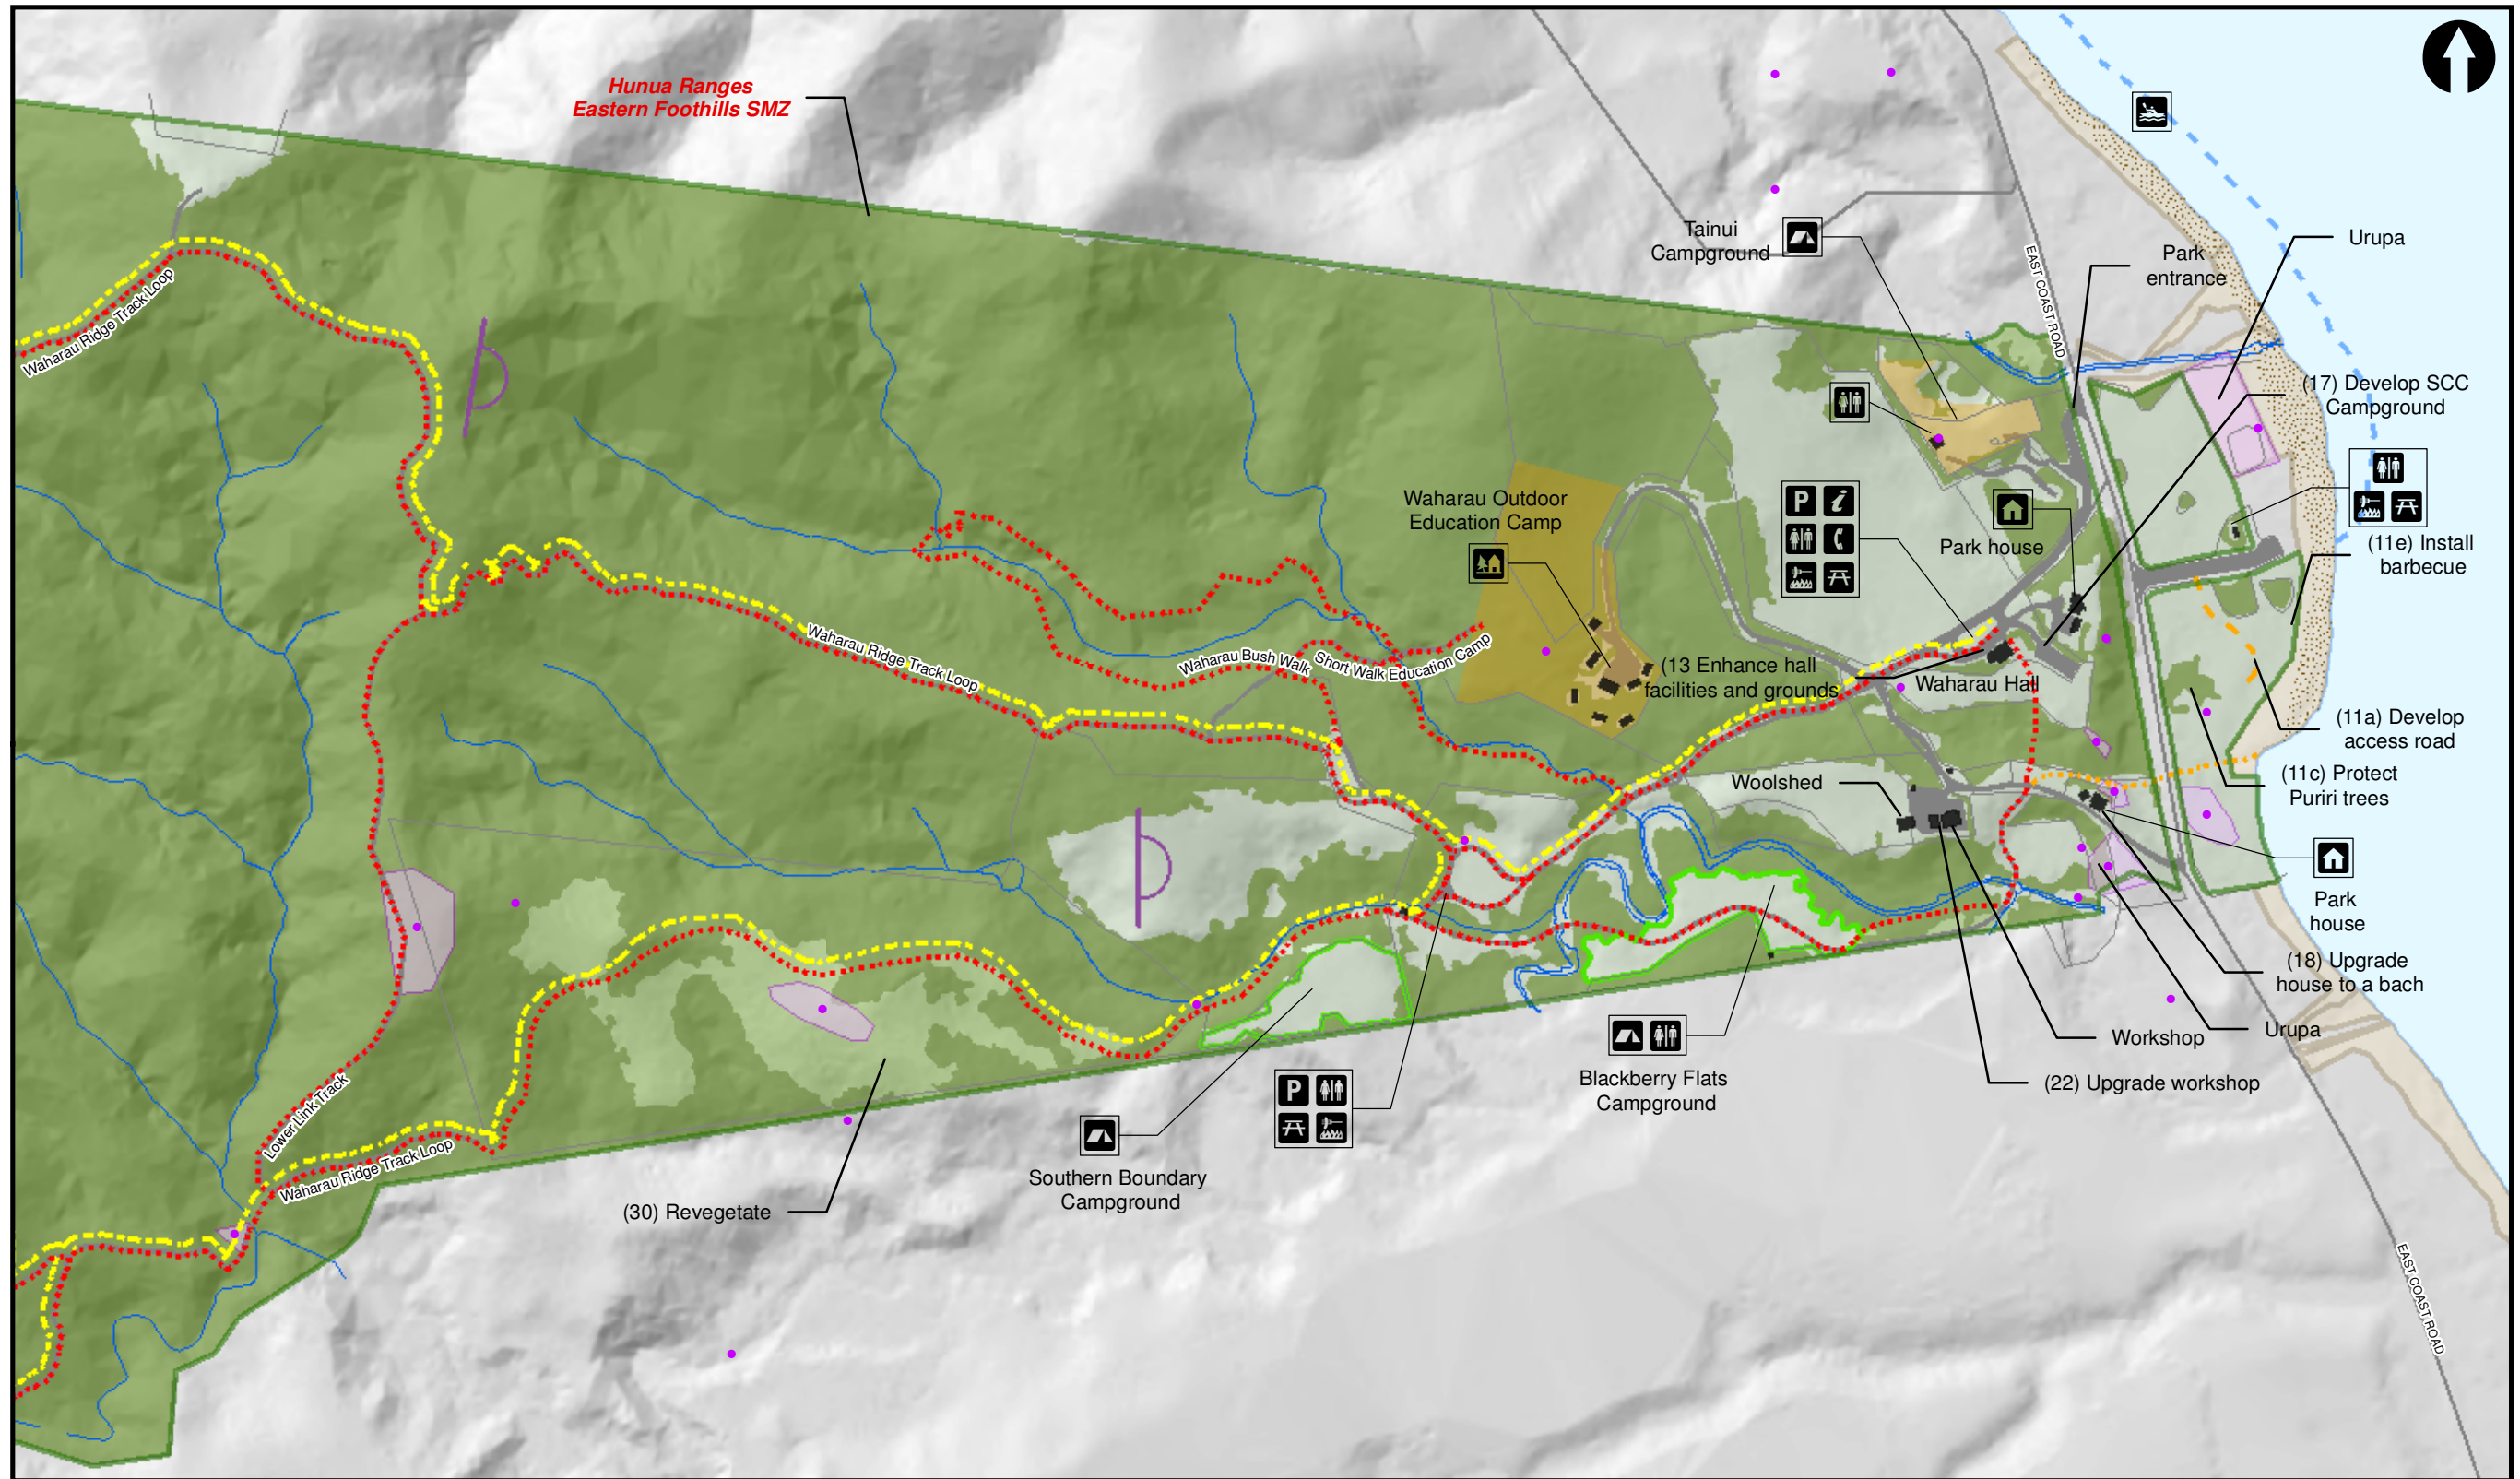 Hunua Ranges
Eastern Foothills SMZ
Tainui
Campground
EAST COAST ROAD
Park
entrance
Urupa
Waharau Ridge Track Loop
(17) Develop SCC
Campground
Waharau Outdoor
Education Camp
P
Park house
(11e) Install
barbecue
Waharau Ridge Track Loop
Waharau Bush Walk
Short Walk Education Camp
(13 Enhance hall
facilities and grounds
Waharau Hall
(11a) Develop
access road
Woolshed
(11c) Protect
Puriri trees
Park
house
(18) Upgrade
house to a bach
Urupa
Workshop
(22) Upgrade workshop
Blackberry Flats
Campground
P
Southern Boundary
Campground
Lower Link Track
Waharau Ridge Track Loop
(30) Revegetate
EAST COAST ROAD